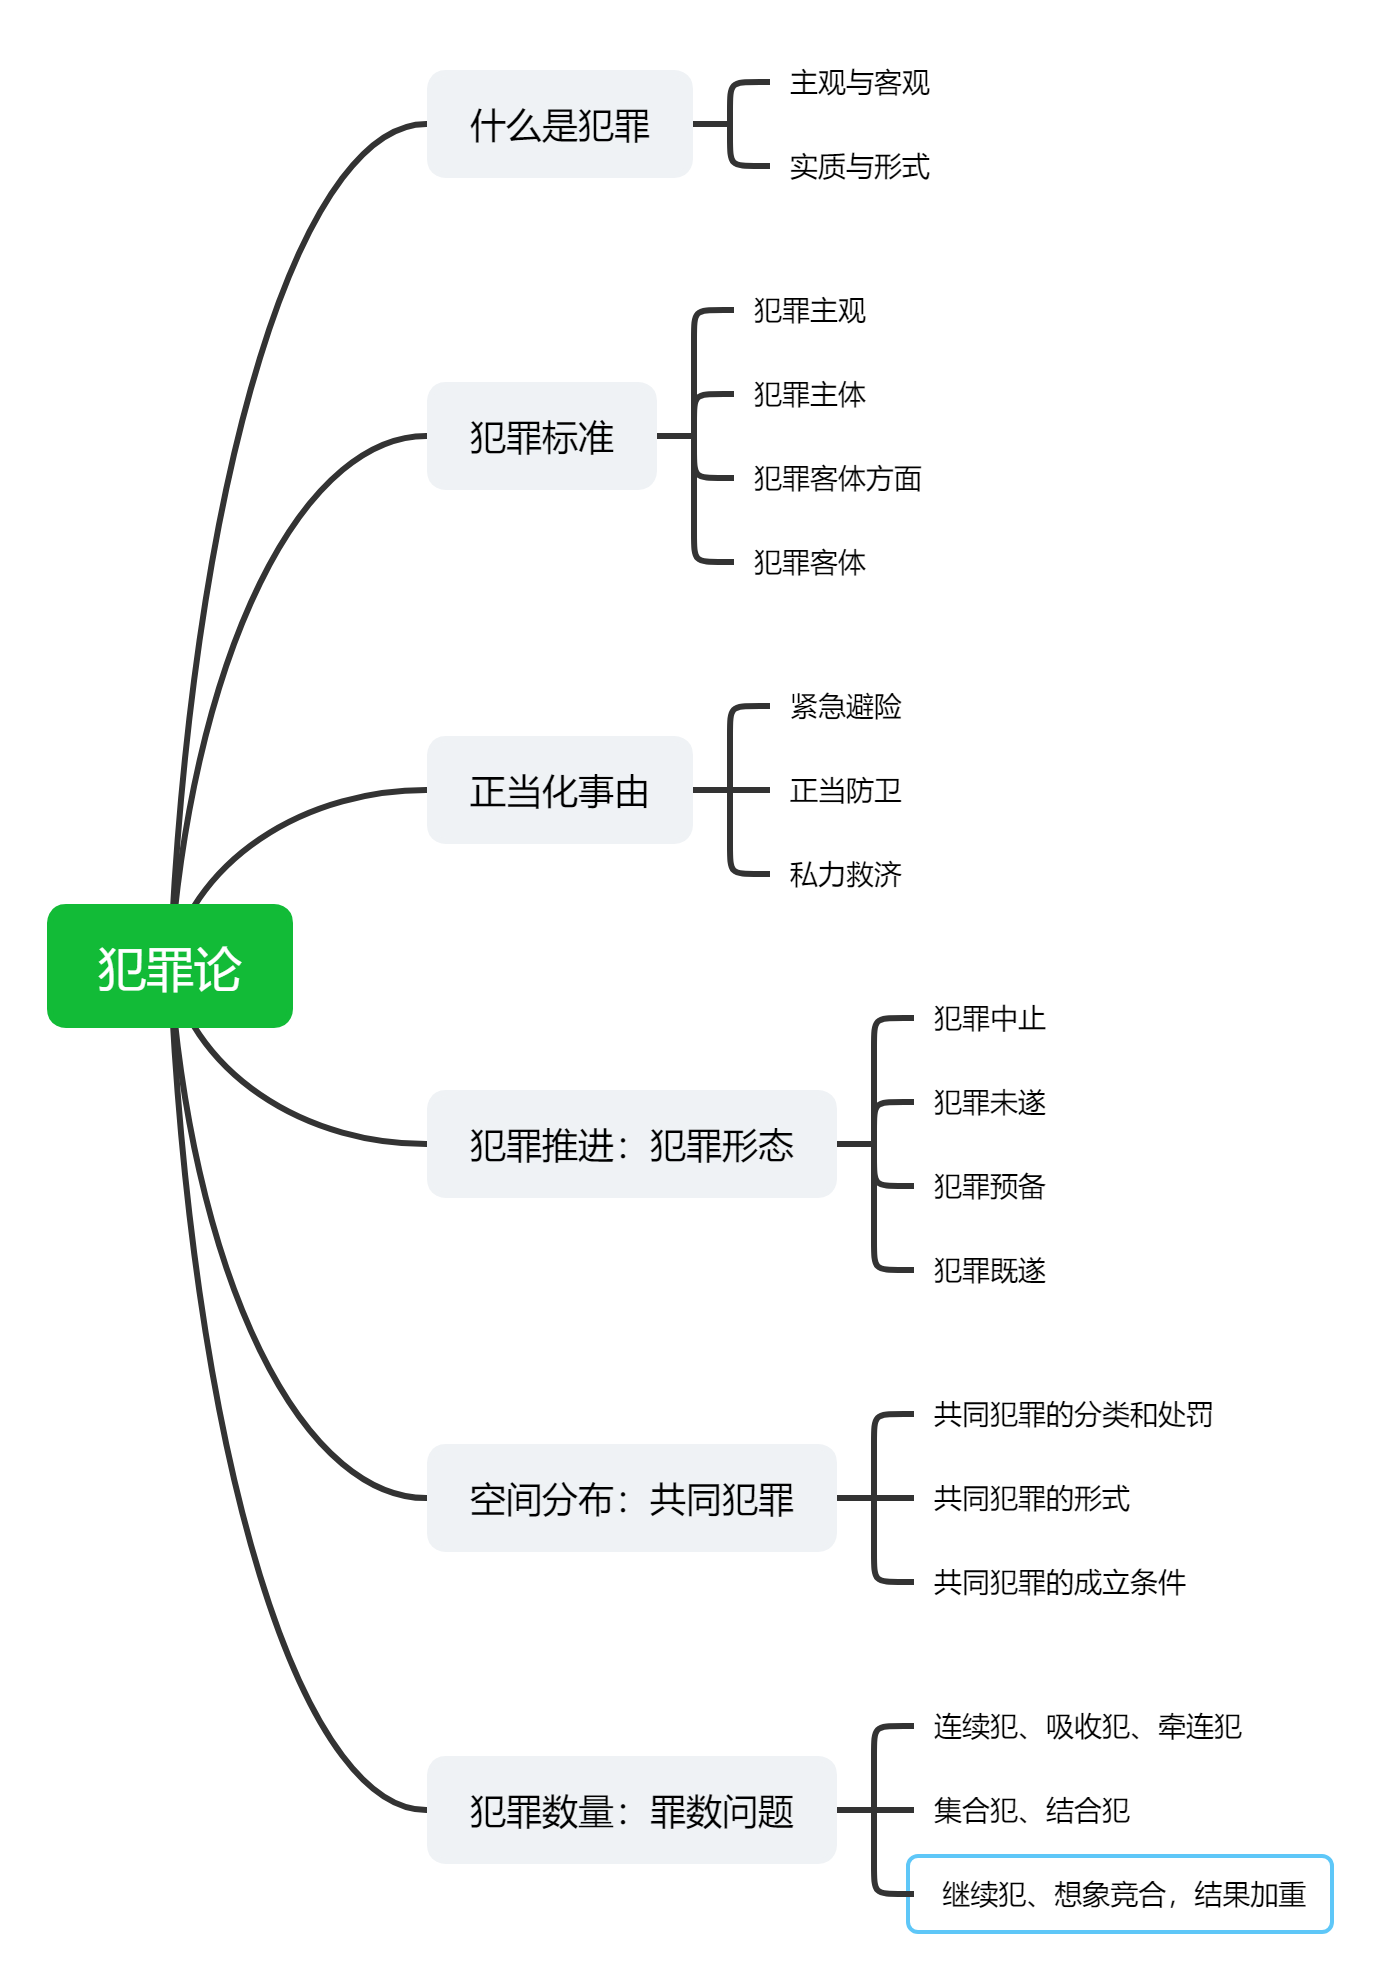 犯罪论
什么是犯罪
主观与客观
实质与形式
犯罪标准
犯罪主观
犯罪主体
犯罪客体方面
犯罪客体
正当化事由
紧急避险
正当防卫
私力救济
犯罪推进：犯罪形态
犯罪中止
犯罪未遂
犯罪预备
犯罪既遂
空间分布：共同犯罪
共同犯罪的分类和处罚
共同犯罪的形式
共同犯罪的成立条件
犯罪数量：罪数问题
连续犯、吸收犯、牵连犯
集合犯、结合犯
继续犯、想象竞合，结果加重